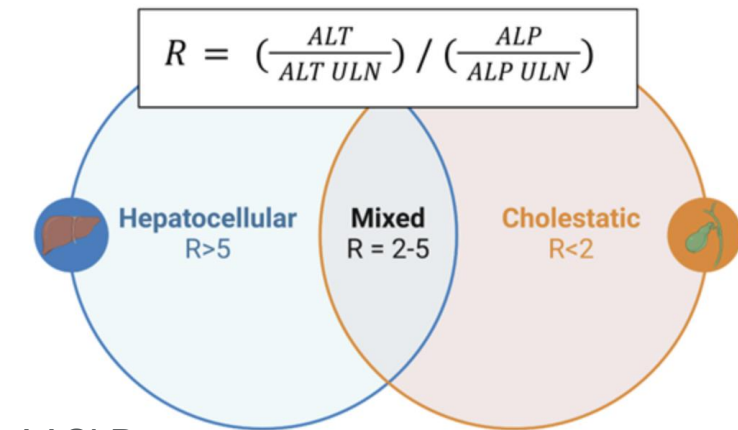 R = (ALT / ALT ULN) / (ALP / ALP ULN)
Hepatocellular
R>5
Mixed
R = 2-5
Cholestatic
R<2